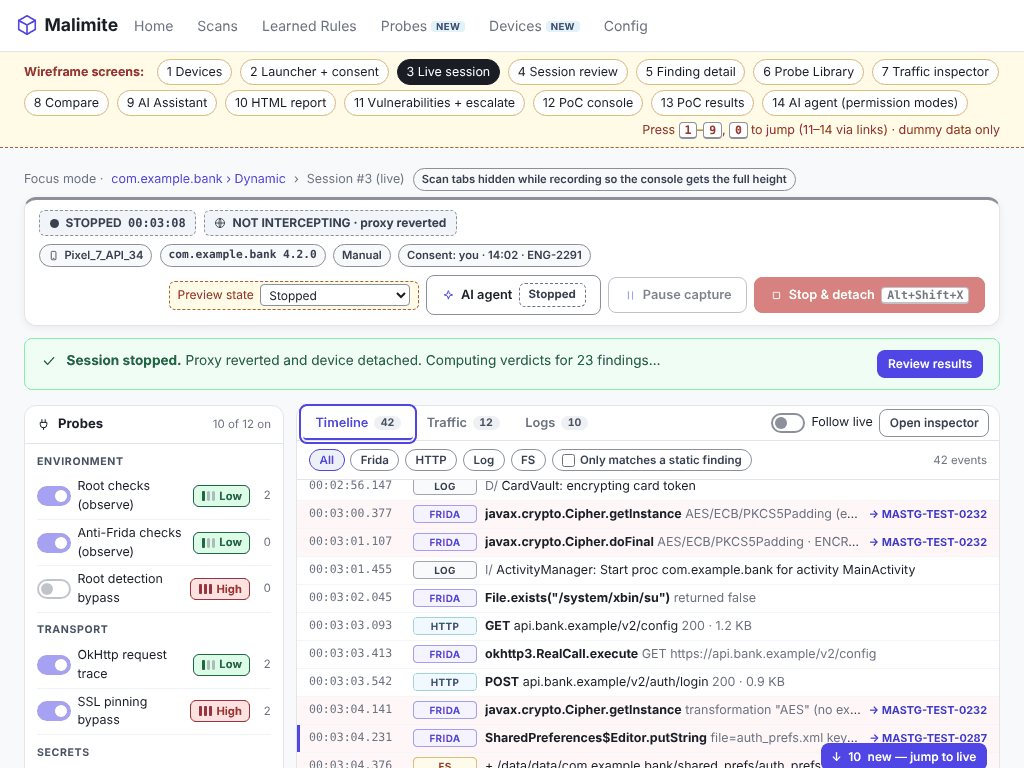 Malimite Home Scans Learned Rules Probes NEW Devices NEW Config
Wireframe screens: 1 Devices 2 Launcher + consent 3 Live session 4 Session review 5 Finding detail 6 Probe Library 7 Traffic inspector
8 Compare 9 AI Assistant 10 HTML report 11 Vulnerabilities + escalate 12 PoC console 13 PoC results 14 AI agent (permission modes)
Press 1–9, 0 to jump (11–14 via links) · dummy data only
Focus mode · com.example.bank › Dynamic › Session #3 (live) Scan tabs hidden while recording so the console gets the full height
STOPPED 00:03:08 NOT INTERCEPTING · proxy reverted
Pixel_7_API_34 com.example.bank 4.2.0 Manual Consent: you · 14:02 · ENG-2291
Preview state Stopped AI agent Stopped Pause capture Stop & detach Alt+Shift+X
Session stopped. Proxy reverted and device detached. Computing verdicts for 23 findings… Review results
Probes 10 of 12 on
ENVIRONMENT
Root checks (observe) Low 2
Anti-Frida checks (observe) Low 0
Root detection bypass High 0
TRANSPORT
OkHttp request trace Low 2
SSL pinning bypass High 2
SECRETS
Timeline 42 Traffic 12 Logs 10 Follow live Open inspector
All Frida HTTP Log FS Only matches a static finding 42 events
00:02:56.147 LOG D/ CardVault: encrypting card token
00:03:00.377 FRIDA javax.crypto.Cipher.getInstance AES/ECB/PKCS5Padding (e… → MASTG-TEST-0232
00:03:01.107 FRIDA javax.crypto.Cipher.doFinal AES/ECB/PKCS5Padding · ENCR… → MASTG-TEST-0232
00:03:01.455 LOG I/ ActivityManager: Start proc com.example.bank for activity MainActivity
00:03:02.045 FRIDA File.exists("/system/xbin/su") returned false
00:03:03.093 HTTP GET api.bank.example/v2/config 200 · 1.2 KB
00:03:03.413 FRIDA okhttp3.RealCall.execute GET https://api.bank.example/v2/config
00:03:03.542 HTTP POST api.bank.example/v2/auth/login 200 · 0.9 KB
00:03:04.141 FRIDA javax.crypto.Cipher.getInstance transformation "AES" (no ex… → MASTG-TEST-0232
00:03:04.231 FRIDA SharedPreferences$Editor.putString file=auth_prefs.xml key… → MASTG-TEST-0287
00:03:04.376 FS + /data/data/com.example.bank/shared_prefs/auth_prefs
↓ 10 new — jump to live